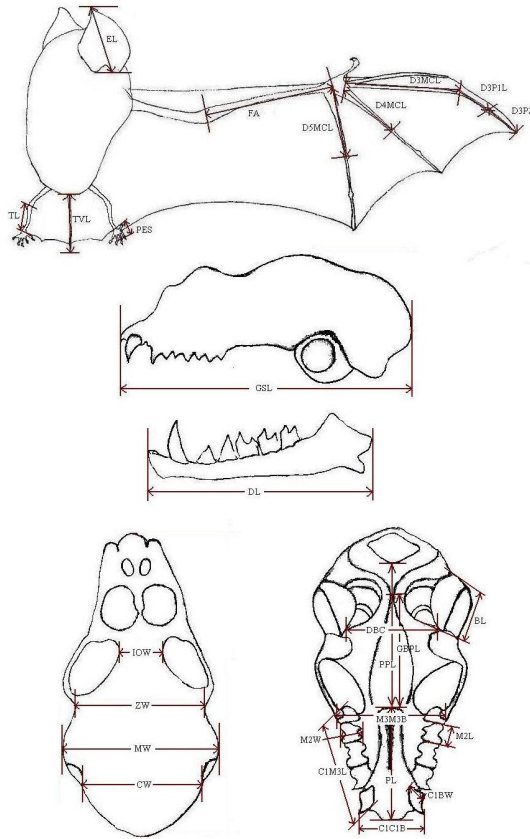 EL
D3MCL
D3P1L
D3P2
FA
D4MCL
D5MCL
TL
TVL
PES
GSL
DL
IOW
ZW
MW
CW
BL
DBC
GBPL
PPL
M3M3B
M2W
M2L
C1M3L
PL
C1BW
C1C1B